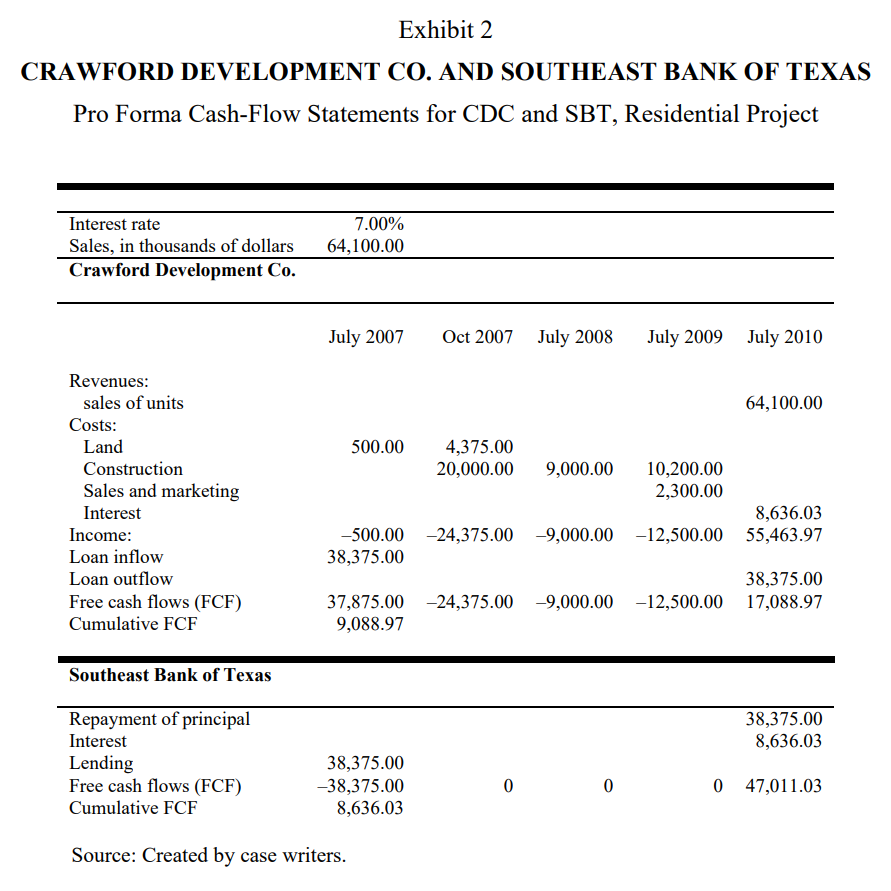 Exhibit 2
CRAWFORD DEVELOPMENT CO. AND SOUTHEAST BANK OF TEXAS
Pro Forma Cash-Flow Statements for CDC and SBT, Residential Project
Interest rate 7.00%
Sales, in thousands of dollars 64,100.00
Crawford Development Co.
July 2007 Oct 2007 July 2008 July 2009 July 2010
Revenues:
sales of units 64,100.00
Costs:
Land 500.00 4,375.00
Construction 20,000.00 9,000.00 10,200.00
Sales and marketing 2,300.00
Interest 8,636.03
Income: –500.00 –24,375.00 –9,000.00 –12,500.00 55,463.97
Loan inflow 38,375.00
Loan outflow 38,375.00
Free cash flows (FCF) 37,875.00 –24,375.00 –9,000.00 –12,500.00 17,088.97
Cumulative FCF 9,088.97
Southeast Bank of Texas
Repayment of principal 38,375.00
Interest 8,636.03
Lending 38,375.00
Free cash flows (FCF) –38,375.00 0 0 0 47,011.03
Cumulative FCF 8,636.03
Source: Created by case writers.